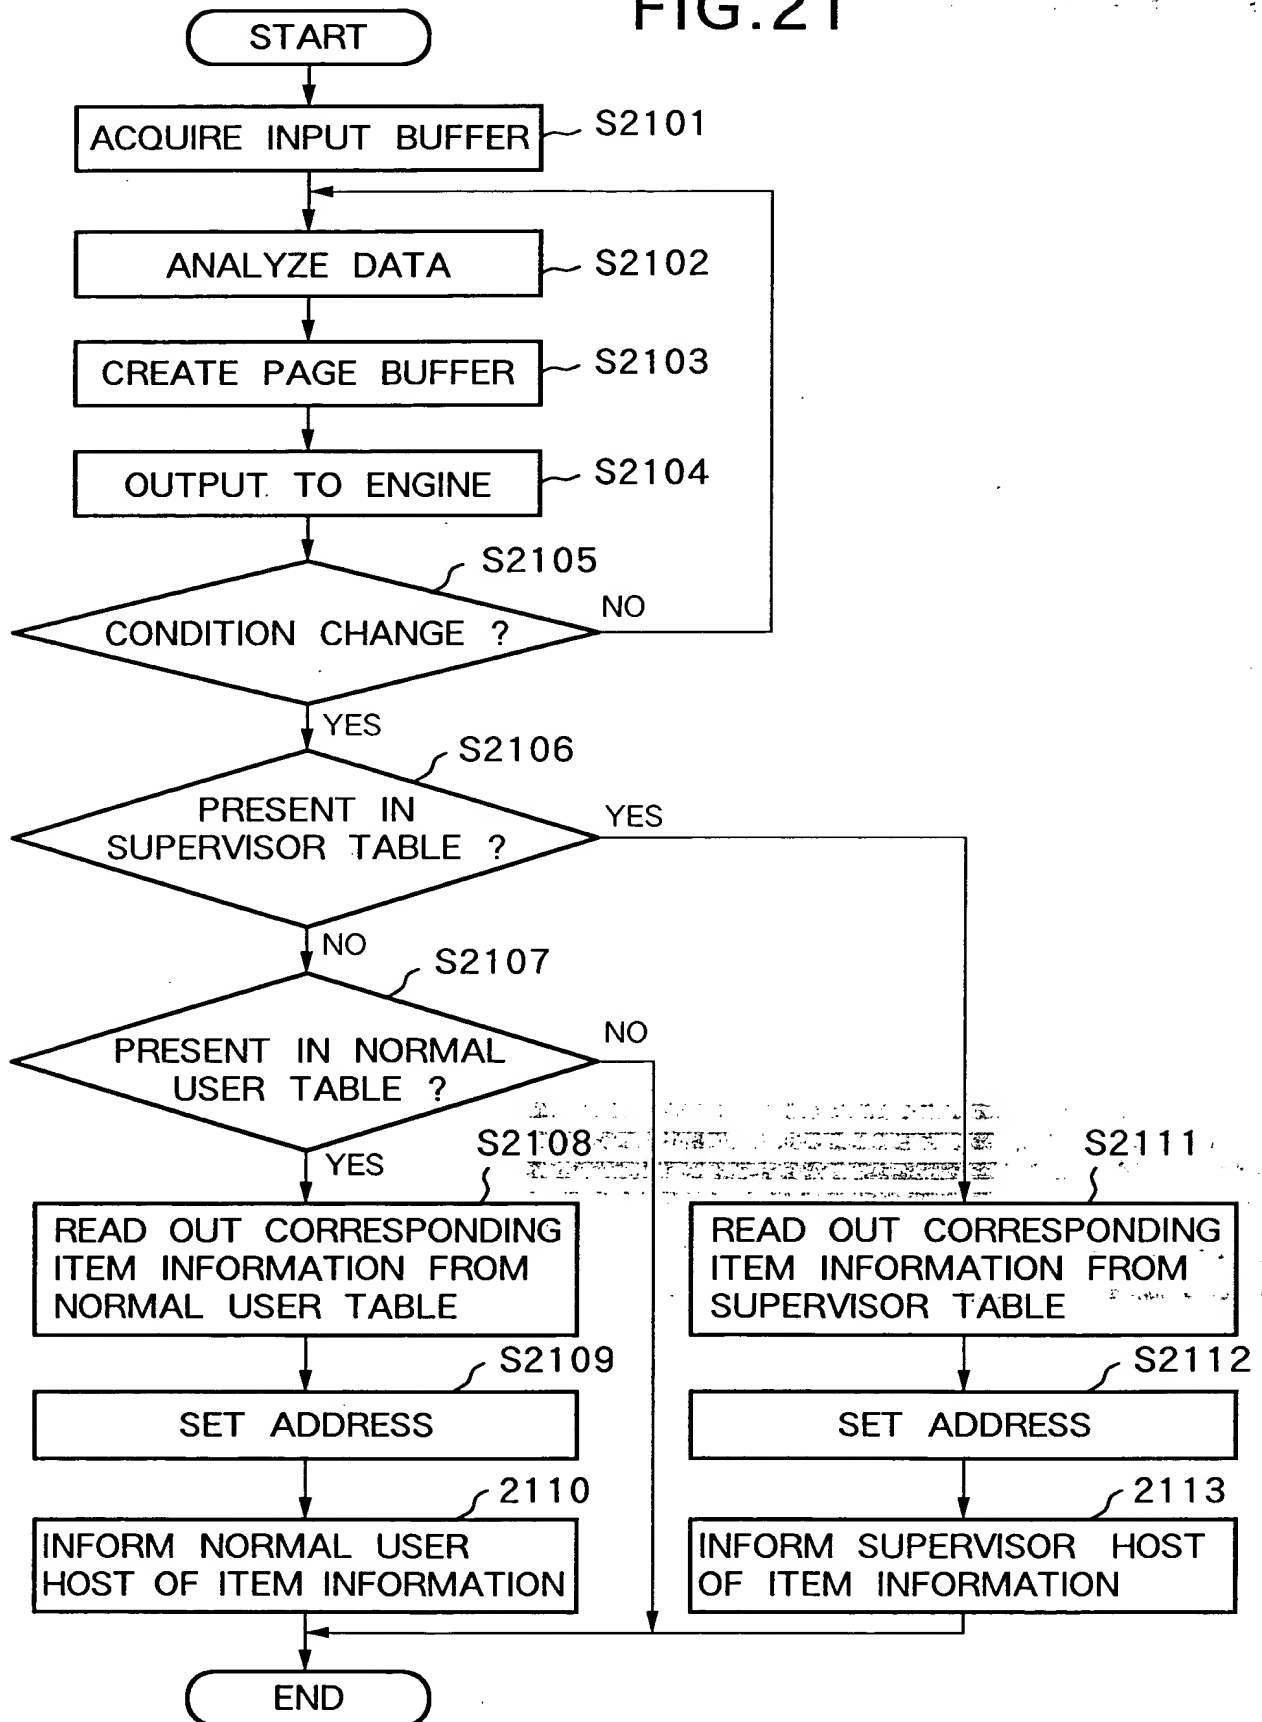 FIG.21
START
ACQUIRE INPUT BUFFER
S2101
ANALYZE DATA
S2102
CREATE PAGE BUFFER
S2103
OUTPUT TO ENGINE
S2104
S2105
CONDITION CHANGE ?
NO
YES
S2106
PRESENT IN
SUPERVISOR TABLE ?
YES
NO
S2107
PRESENT IN NORMAL
USER TABLE ?
NO
YES
S2108
READ OUT CORRESPONDING
ITEM INFORMATION FROM
NORMAL USER TABLE
S2109
SET ADDRESS
2110
INFORM NORMAL USER
HOST OF ITEM INFORMATION
S2111
READ OUT CORRESPONDING
ITEM INFORMATION FROM
SUPERVISOR TABLE
S2112
SET ADDRESS
2113
INFORM SUPERVISOR HOST
OF ITEM INFORMATION
END